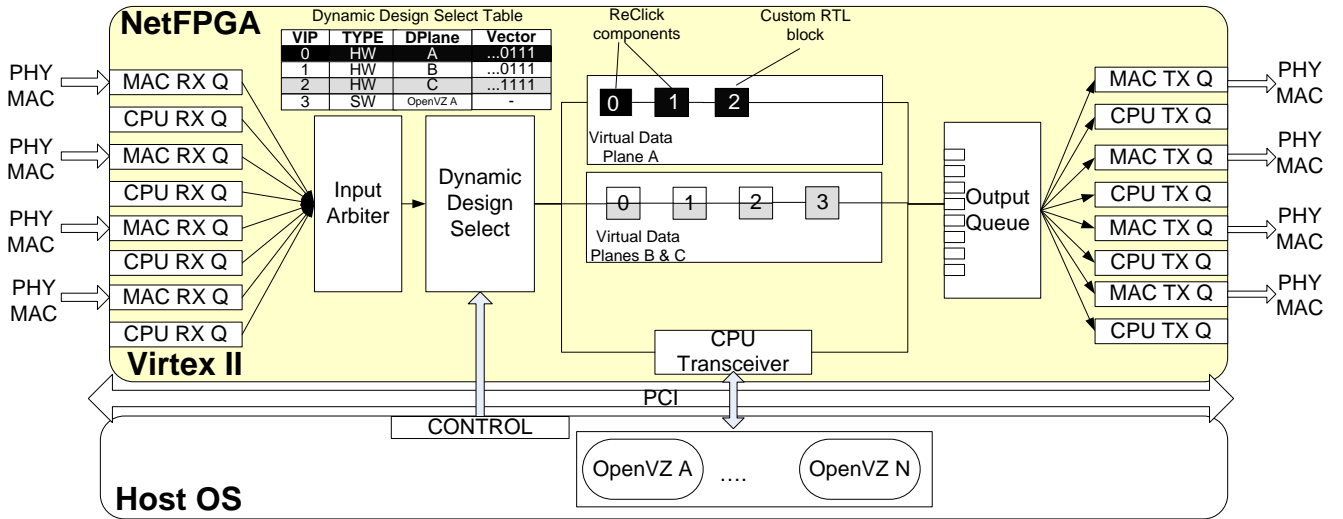 NetFPGA
Dynamic Design Select Table
VIP TYPE DPlane Vector
0 HW A ...0111
1 HW B ...0111
2 HW C ...1111
3 SW OpenVZ A -
ReClick
components
Custom RTL
block
PHY
MAC
PHY
MAC
PHY
MAC
PHY
MAC
MAC RX Q
CPU RX Q
MAC RX Q
CPU RX Q
MAC RX Q
CPU RX Q
MAC RX Q
CPU RX Q
Input
Arbiter
Dynamic
Design
Select
0 1 2
Virtual Data
Plane A
0 1 2 3
Virtual Data
Planes B & C
CPU
Transceiver
Output
Queue
MAC TX Q
CPU TX Q
MAC TX Q
CPU TX Q
MAC TX Q
CPU TX Q
MAC TX Q
CPU TX Q
PHY
MAC
PHY
MAC
PHY
MAC
PHY
MAC
Virtex II
PCI
CONTROL
OpenVZ A .... OpenVZ N
Host OS